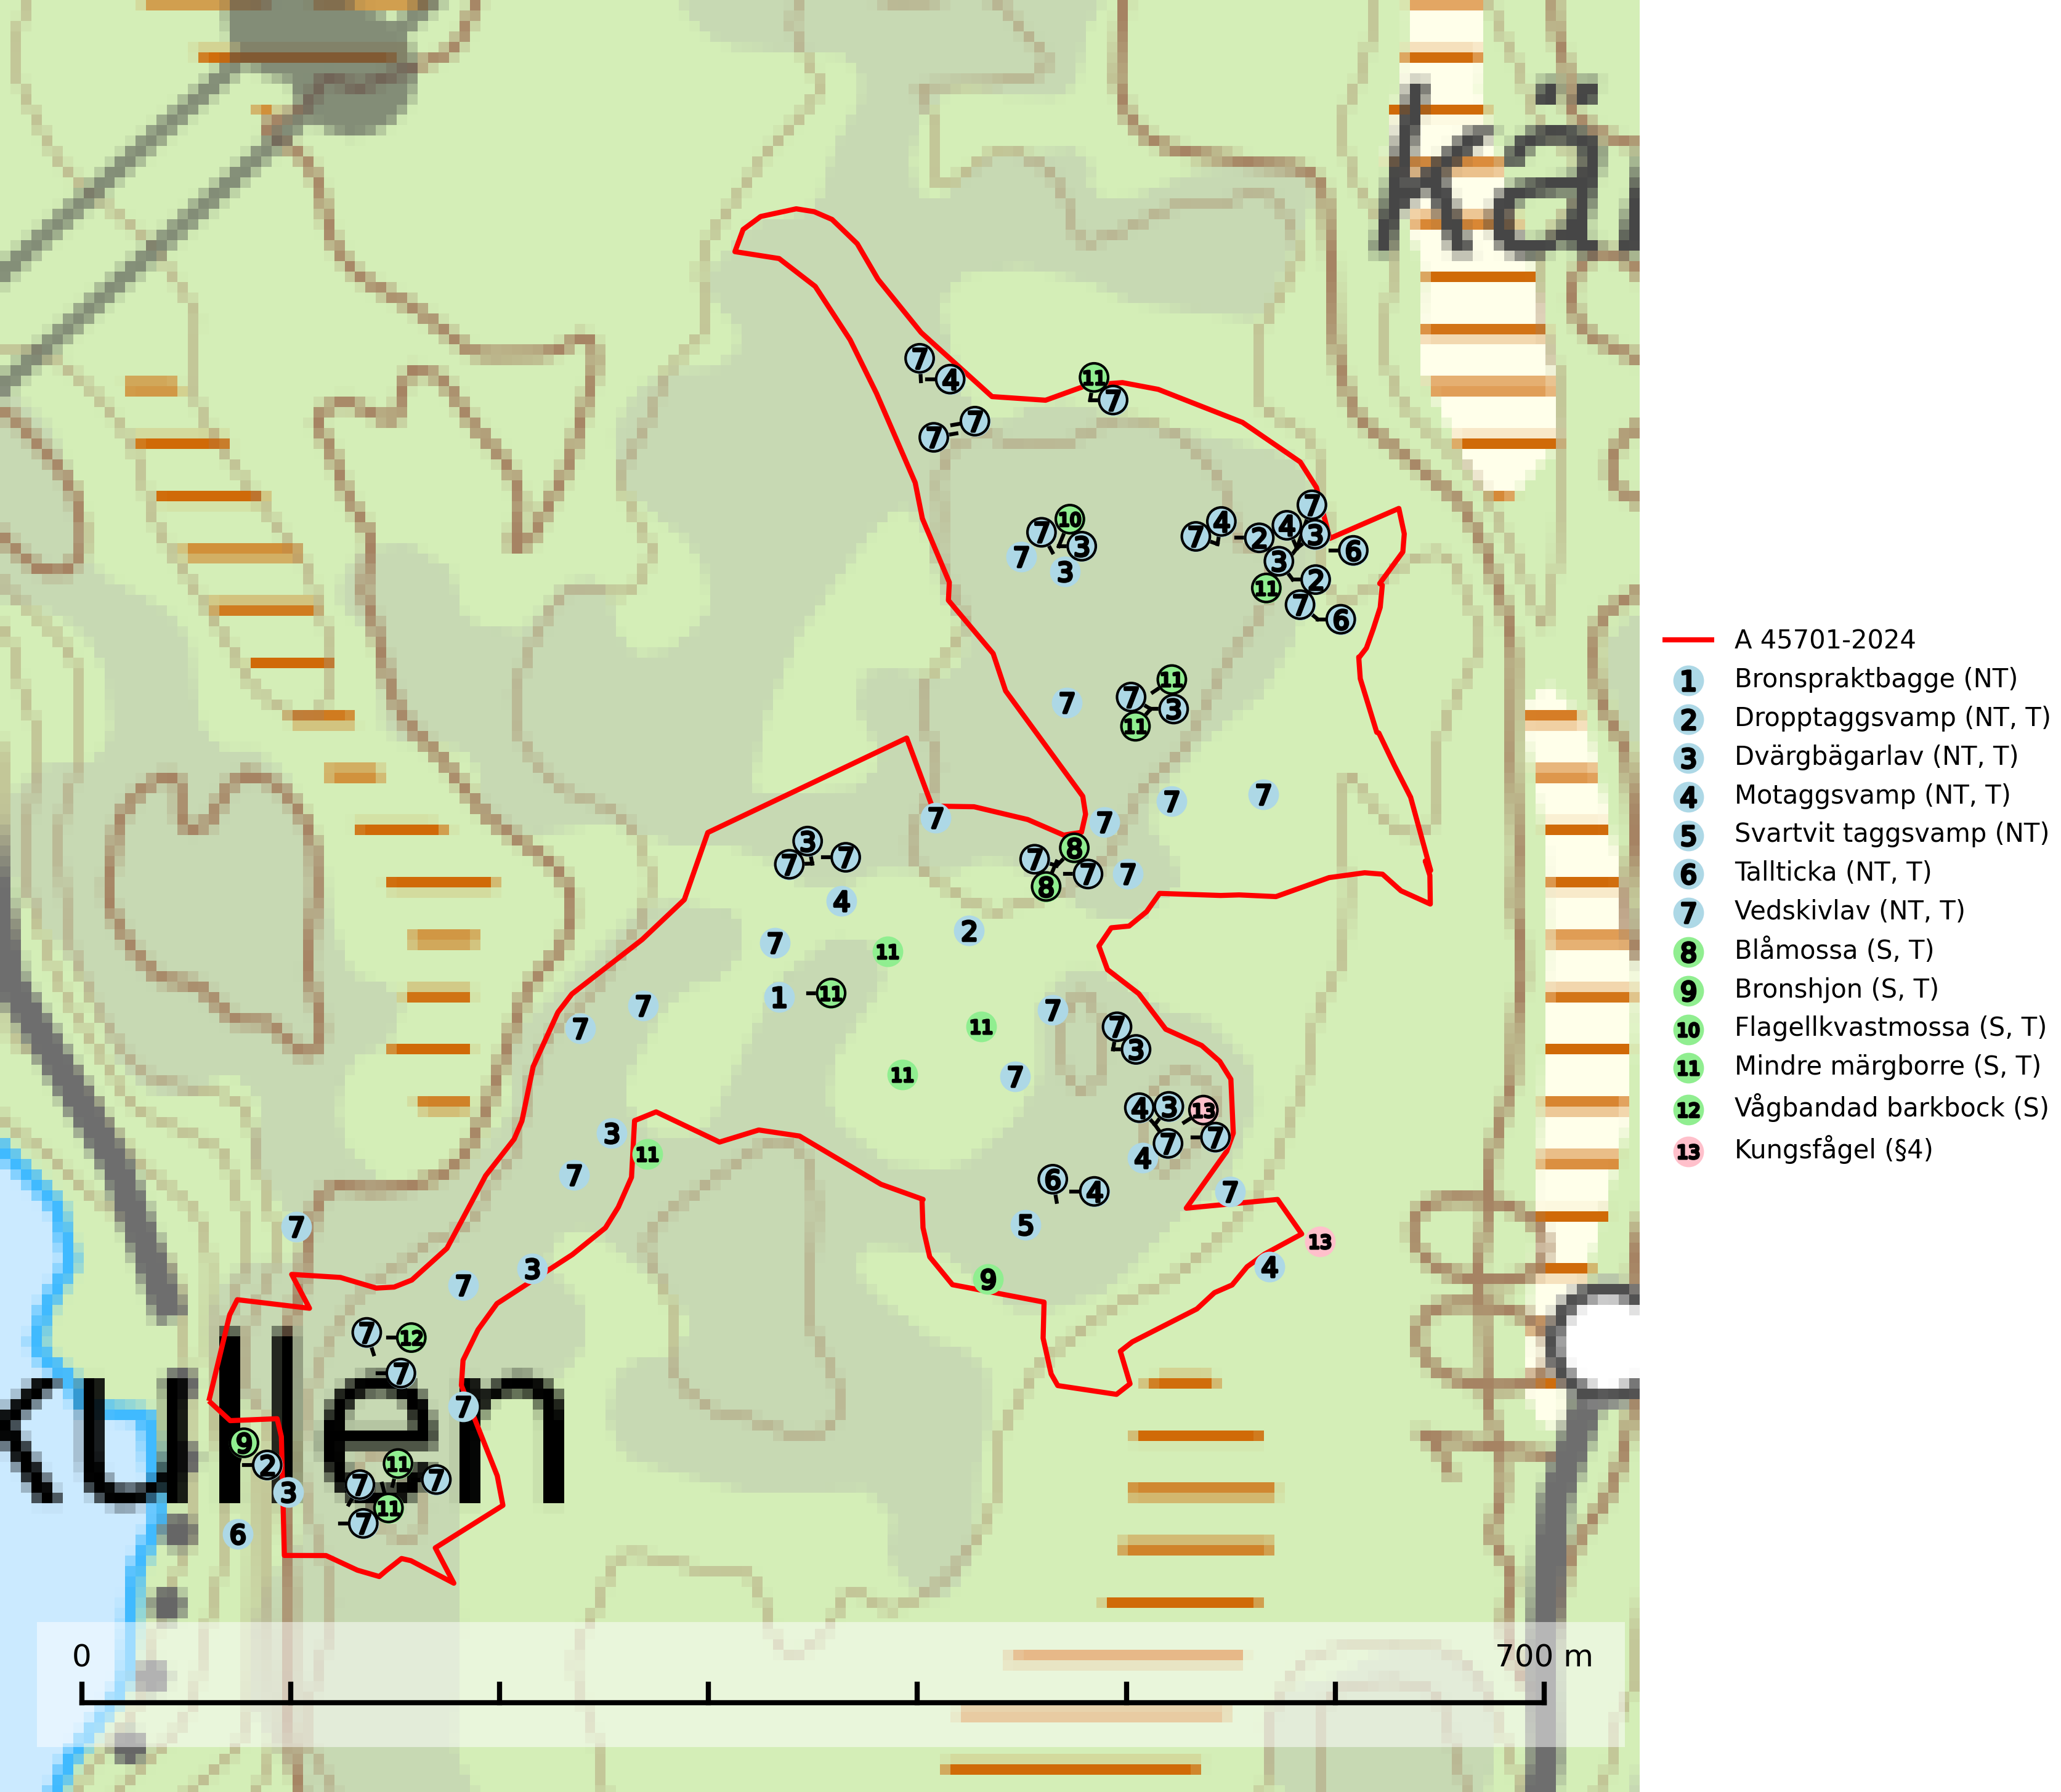 kä
kullen
0
700 m
A 45701-2024
1 Bronspraktbagge (NT)
2 Dropptaggsvamp (NT, T)
3 Dvärgbägarlav (NT, T)
4 Motaggsvamp (NT, T)
5 Svartvit taggsvamp (NT)
6 Tallticka (NT, T)
7 Vedskivlav (NT, T)
8 Blåmossa (S, T)
9 Bronshjon (S, T)
10 Flagellkvastmossa (S, T)
11 Mindre märgborre (S, T)
12 Vågbandad barkbock (S)
13 Kungsfågel (§4)